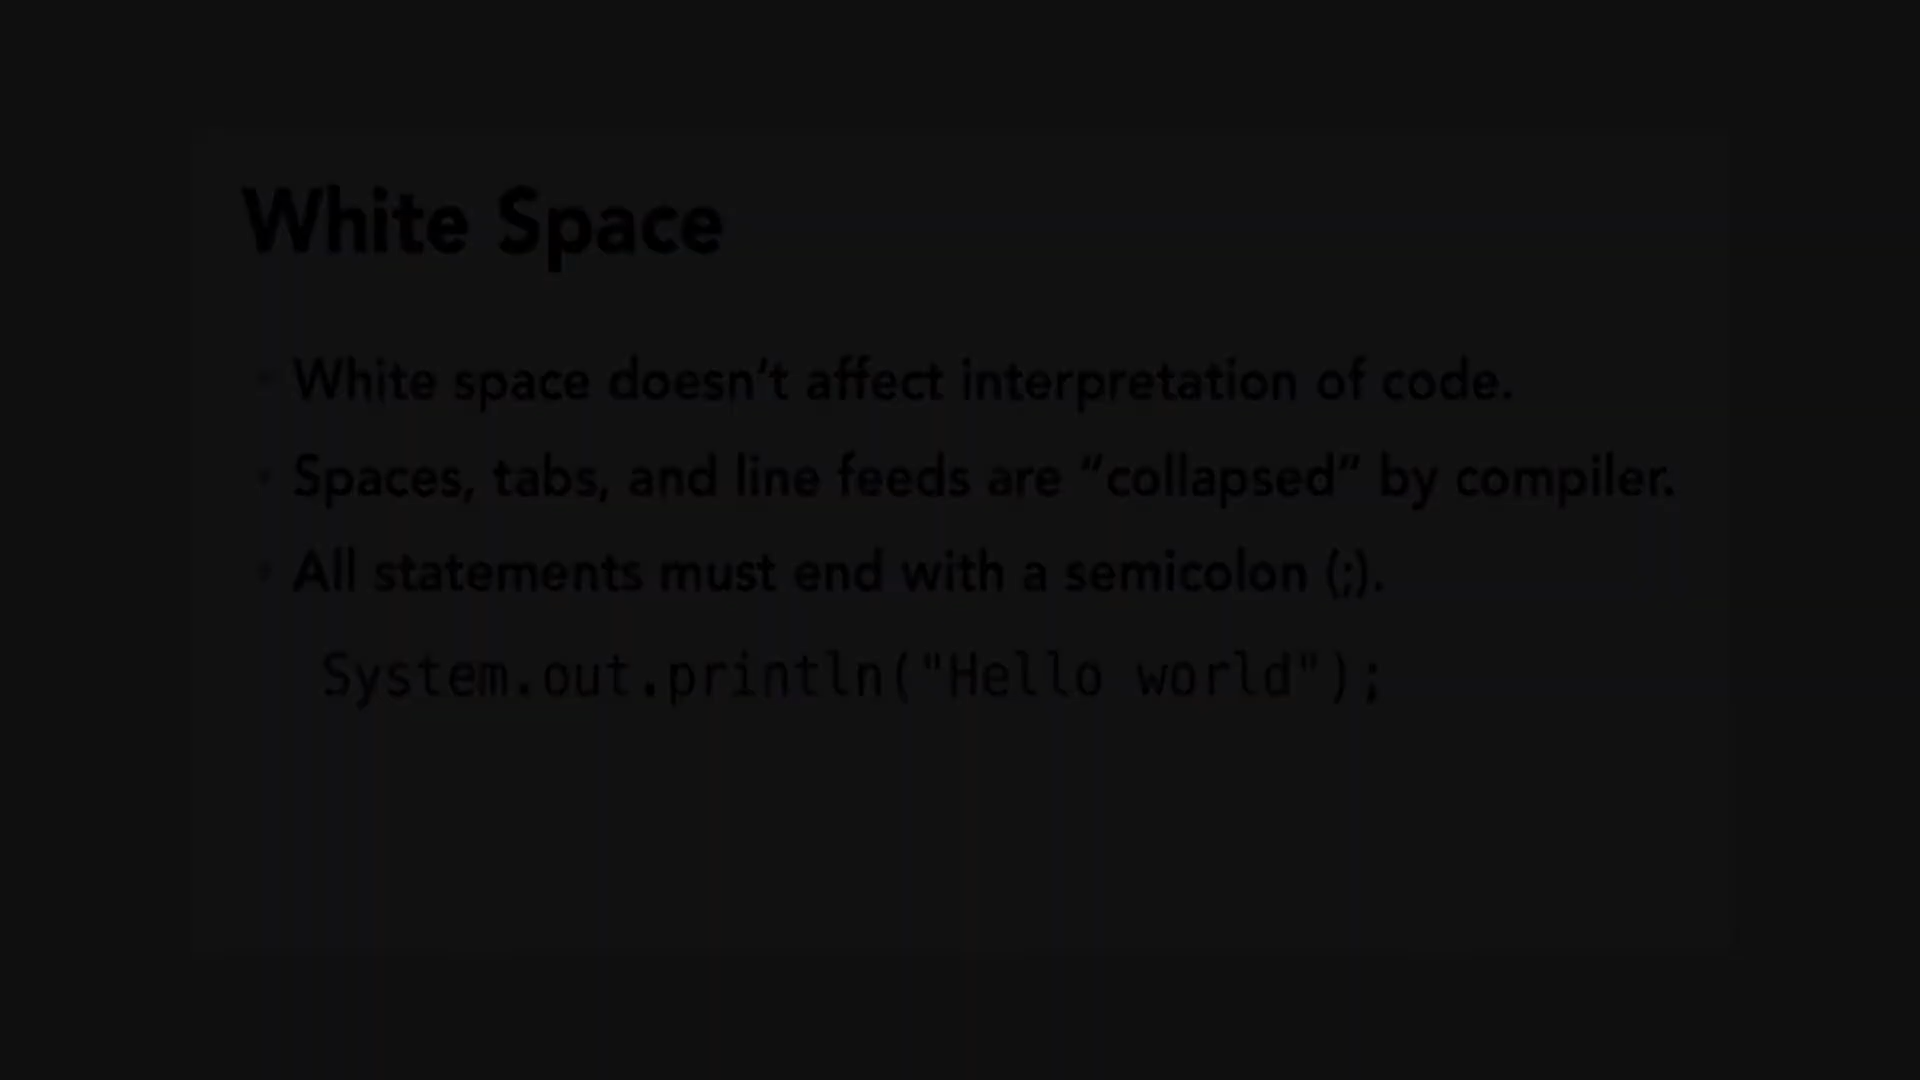 White Space
• White space doesn’t affect interpretation of code.
• Spaces, tabs, and line feeds are “collapsed” by compiler.
• All statements must end with a semicolon (;).
System.out.println("Hello world");